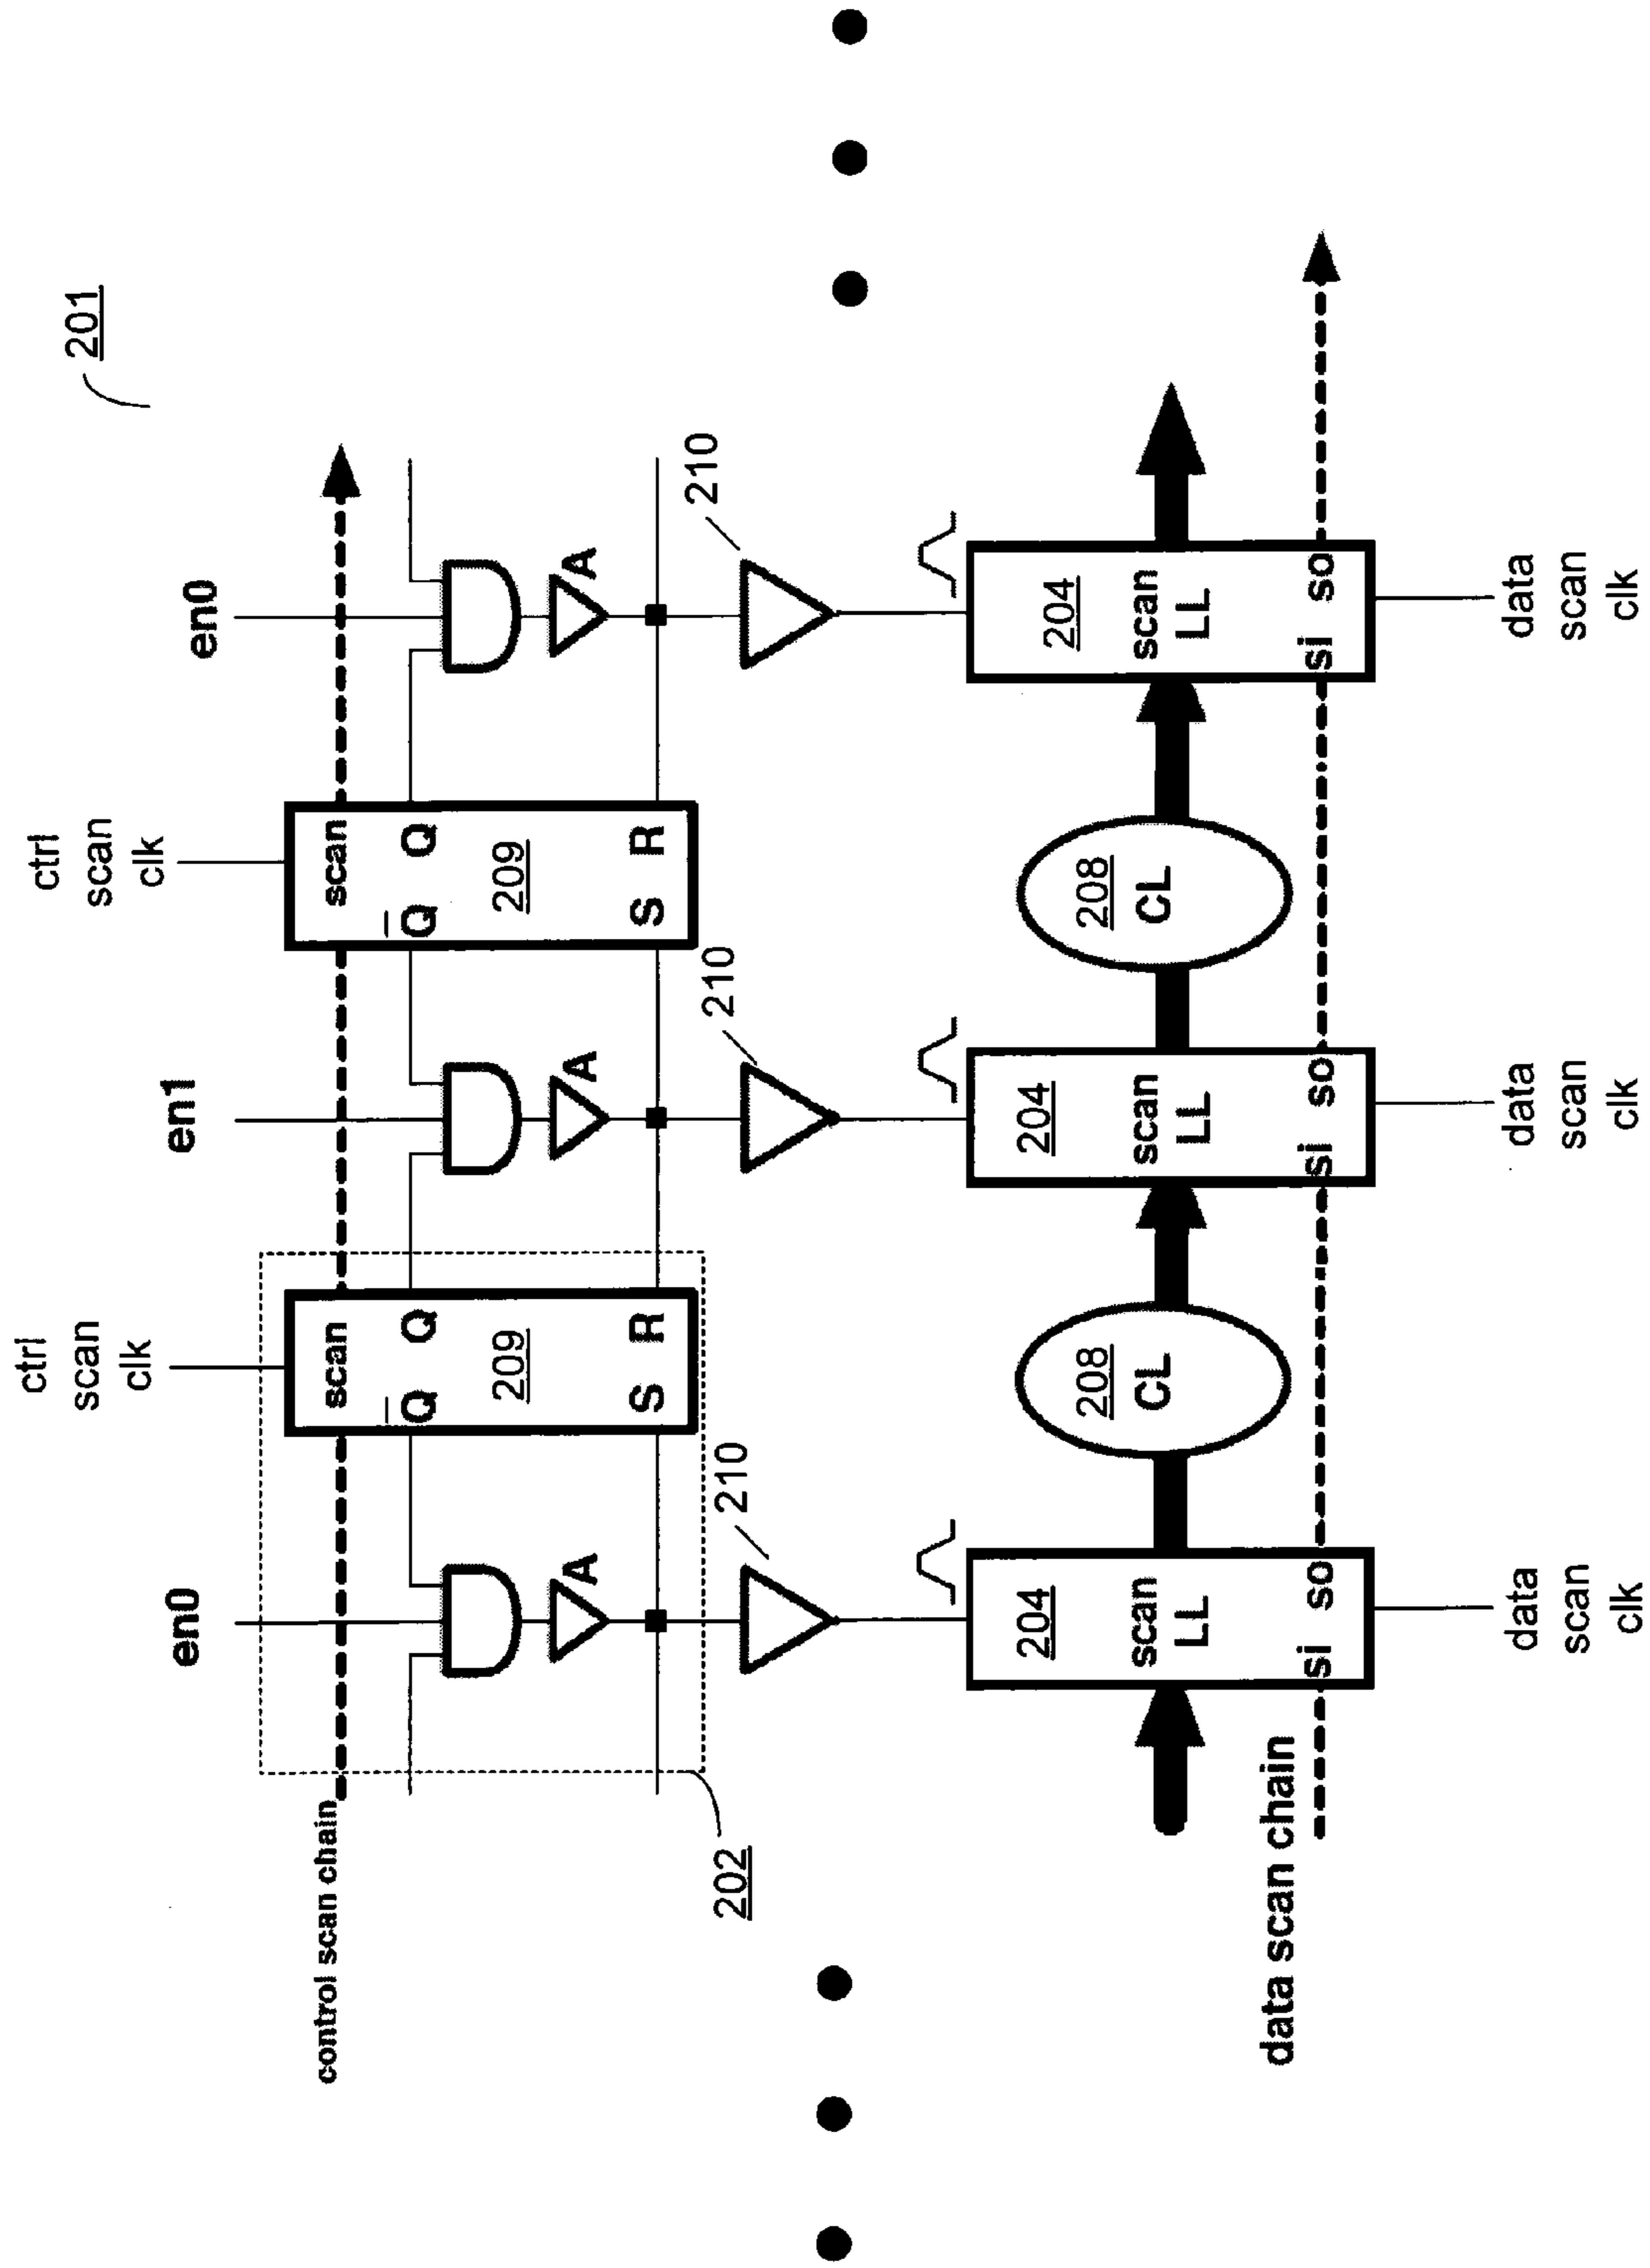 201
ctrl
scan
clk
ctrl
scan
clk
en0
en1
en0
control scan chain
scan
Q Q
209
S R
scan
Q Q
209
S R
A
A
A
202
210
210
210
204
scan
LL
si so
208
CL
204
scan
LL
si so
208
CL
204
scan
LL
si so
data scan chain
data
scan
clk
data
scan
clk
data
scan
clk